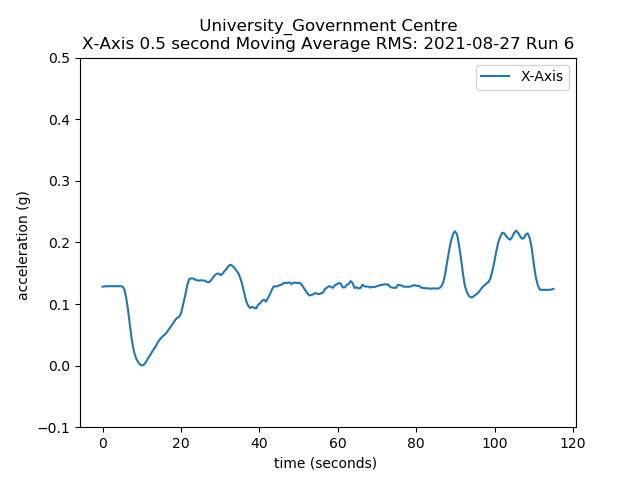 University_Government Centre
X-Axis 0.5 second Moving Average RMS: 2021-08-27 Run 6
X-Axis
0.5
0.4
0.3
0.2
0.1
0.0
−0.1
acceleration (g)
0 20 40 60 80 100 120
time (seconds)